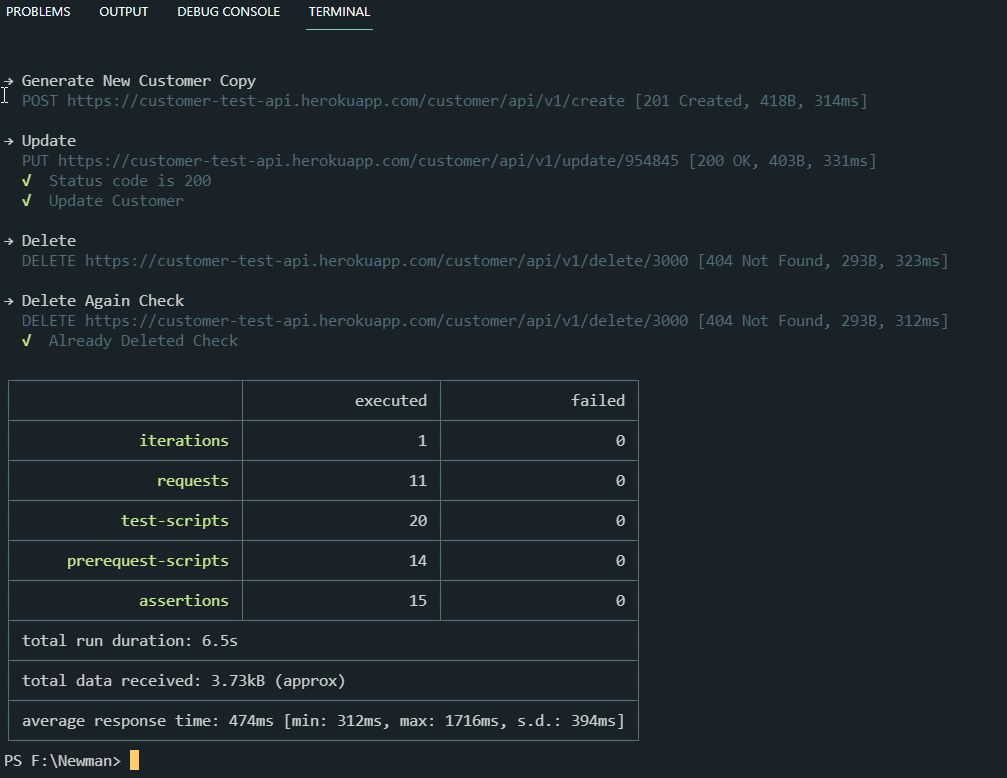 PROBLEMS OUTPUT DEBUG CONSOLE TERMINAL
→ Generate New Customer Copy
POST https://customer-test-api.herokuapp.com/customer/api/v1/create [201 Created, 418B, 314ms]
→ Update
PUT https://customer-test-api.herokuapp.com/customer/api/v1/update/954845 [200 OK, 403B, 331ms]
√ Status code is 200
√ Update Customer
→ Delete
DELETE https://customer-test-api.herokuapp.com/customer/api/v1/delete/3000 [404 Not Found, 293B, 323ms]
→ Delete Again Check
DELETE https://customer-test-api.herokuapp.com/customer/api/v1/delete/3000 [404 Not Found, 293B, 312ms]
√ Already Deleted Check
executed failed
iterations 1 0
requests 11 0
test-scripts 20 0
prerequest-scripts 14 0
assertions 15 0
total run duration: 6.5s
total data received: 3.73kB (approx)
average response time: 474ms [min: 312ms, max: 1716ms, s.d.: 394ms]
PS F:\Newman>